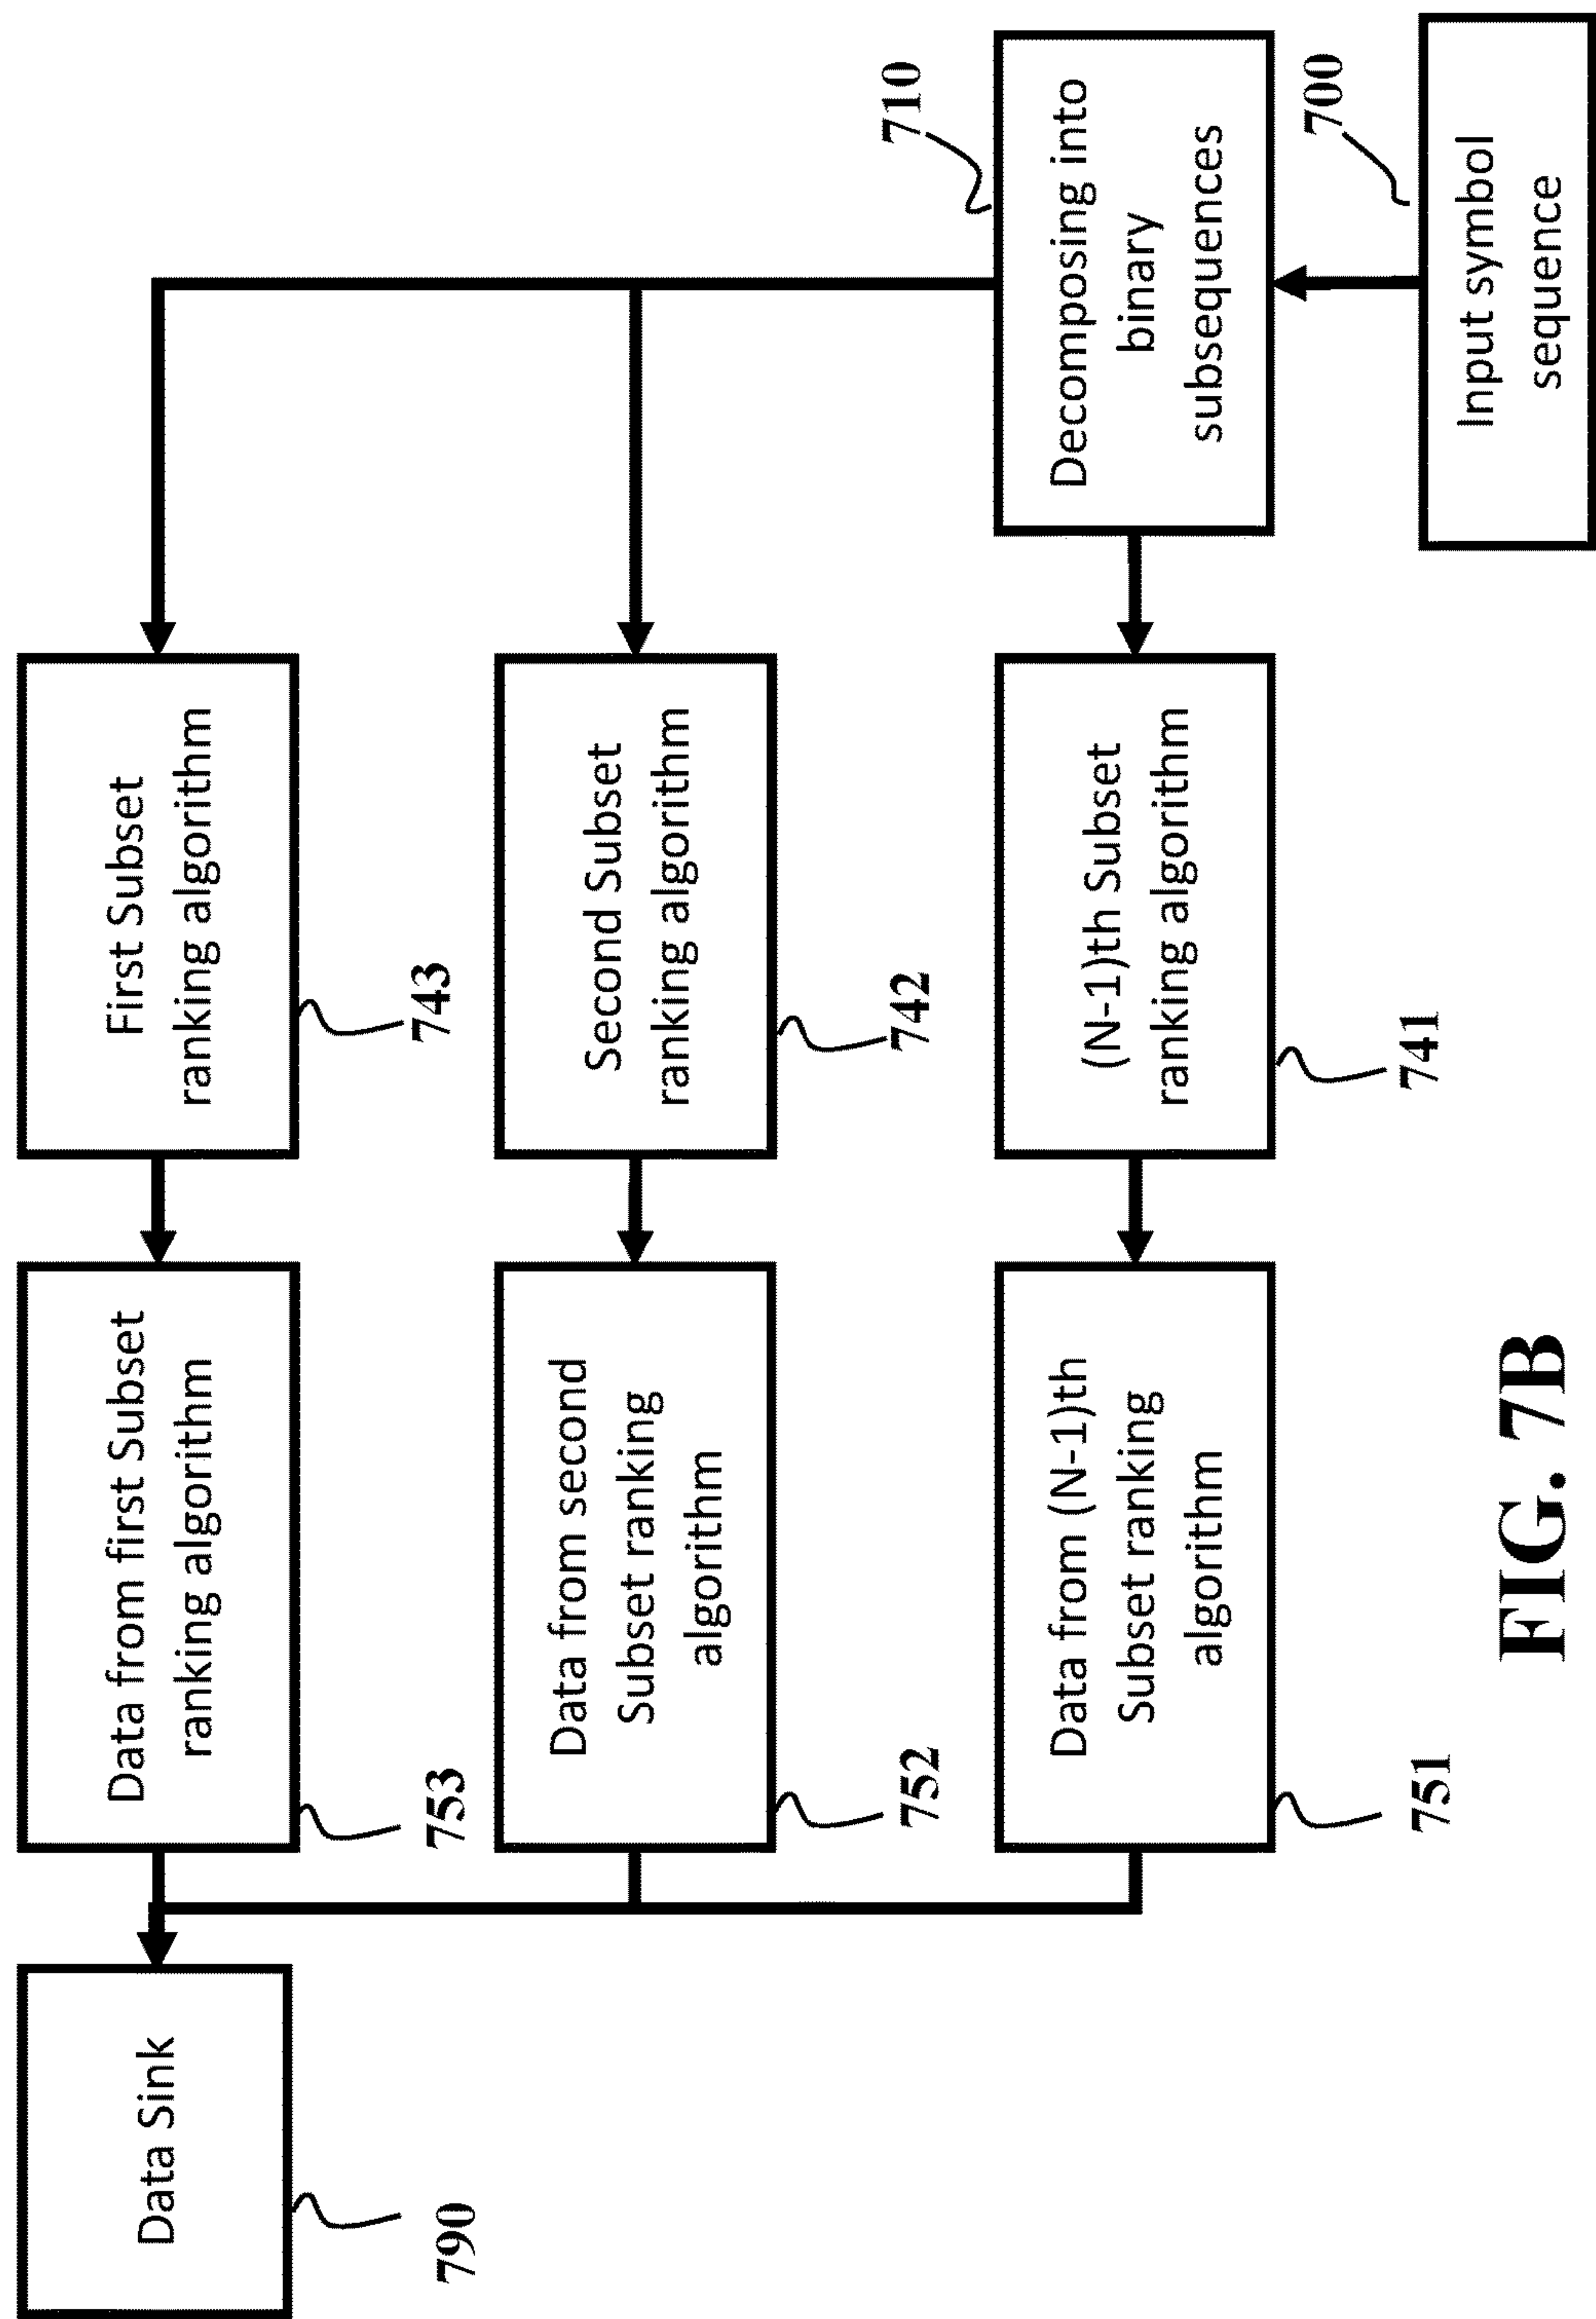 Data Sink
790
Data from first Subset
ranking algorithm
753
First Subset
ranking algorithm
743
Data from second
Subset ranking
algorithm
752
Second Subset
ranking algorithm
742
Data from (N-1)th
Subset ranking
algorithm
751
(N-1)th Subset
ranking algorithm
741
710
Decomposing into
binary
subsequences
700
Input symbol
sequence
FIG. 7B